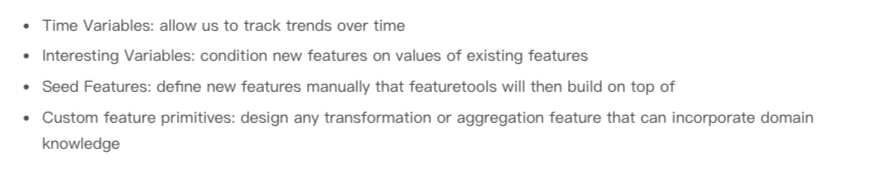 • Time Variables: allow us to track trends over time
• Interesting Variables: condition new features on values of existing features
• Seed Features: define new features manually that featuretools will then build on top of
• Custom feature primitives: design any transformation or aggregation feature that can incorporate domain
knowledge